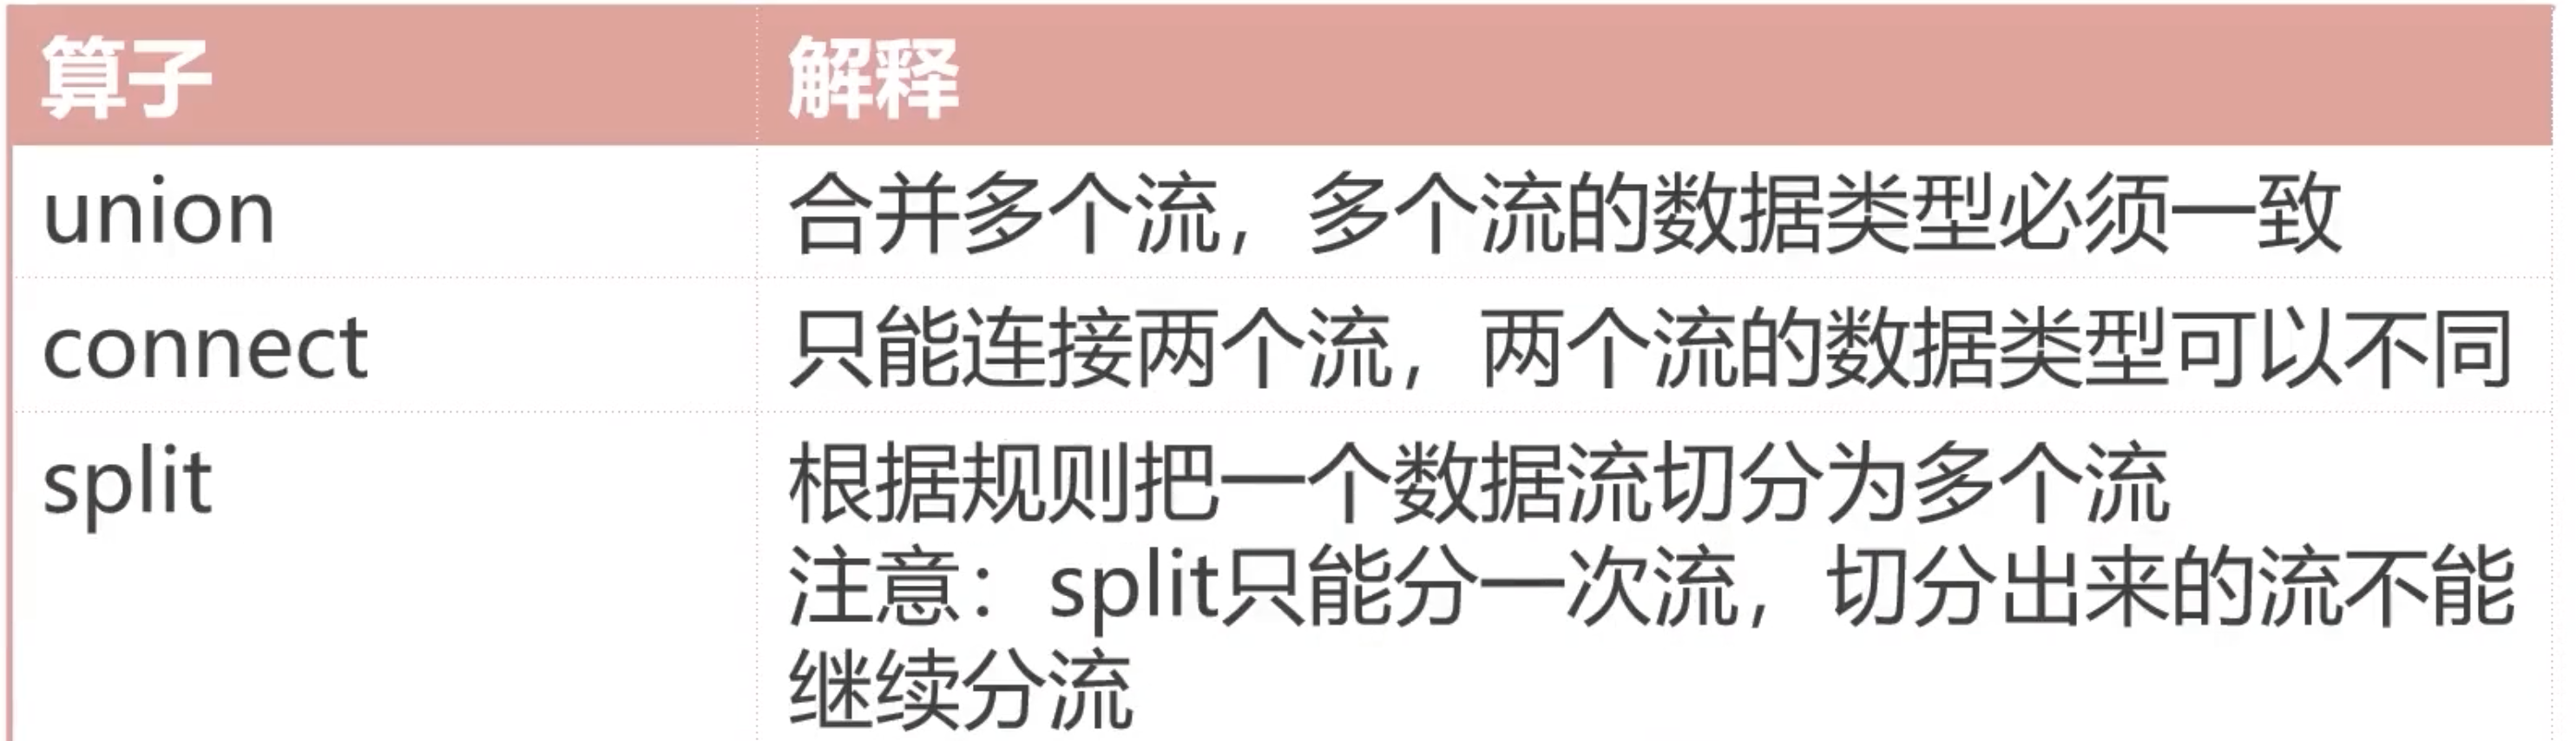 算子 解释
union 合并多个流，多个流的数据类型必须一致
connect 只能连接两个流，两个流的数据类型可以不同
split 根据规则把一个数据流切分为多个流
注意：split只能分一次流，切分出来的流不能
继续分流